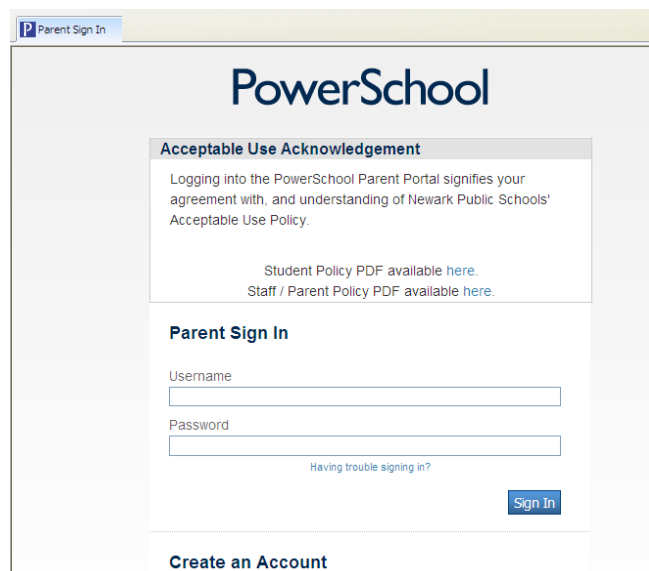 Parent Sign In
PowerSchool
Acceptable Use Acknowledgement
Logging into the PowerSchool Parent Portal signifies your
agreement with, and understanding of Newark Public Schools'
Acceptable Use Policy.
Student Policy PDF available here.
Staff / Parent Policy PDF available here.
Parent Sign In
Username
Password
Having trouble signing in?
Sign In
Create an Account